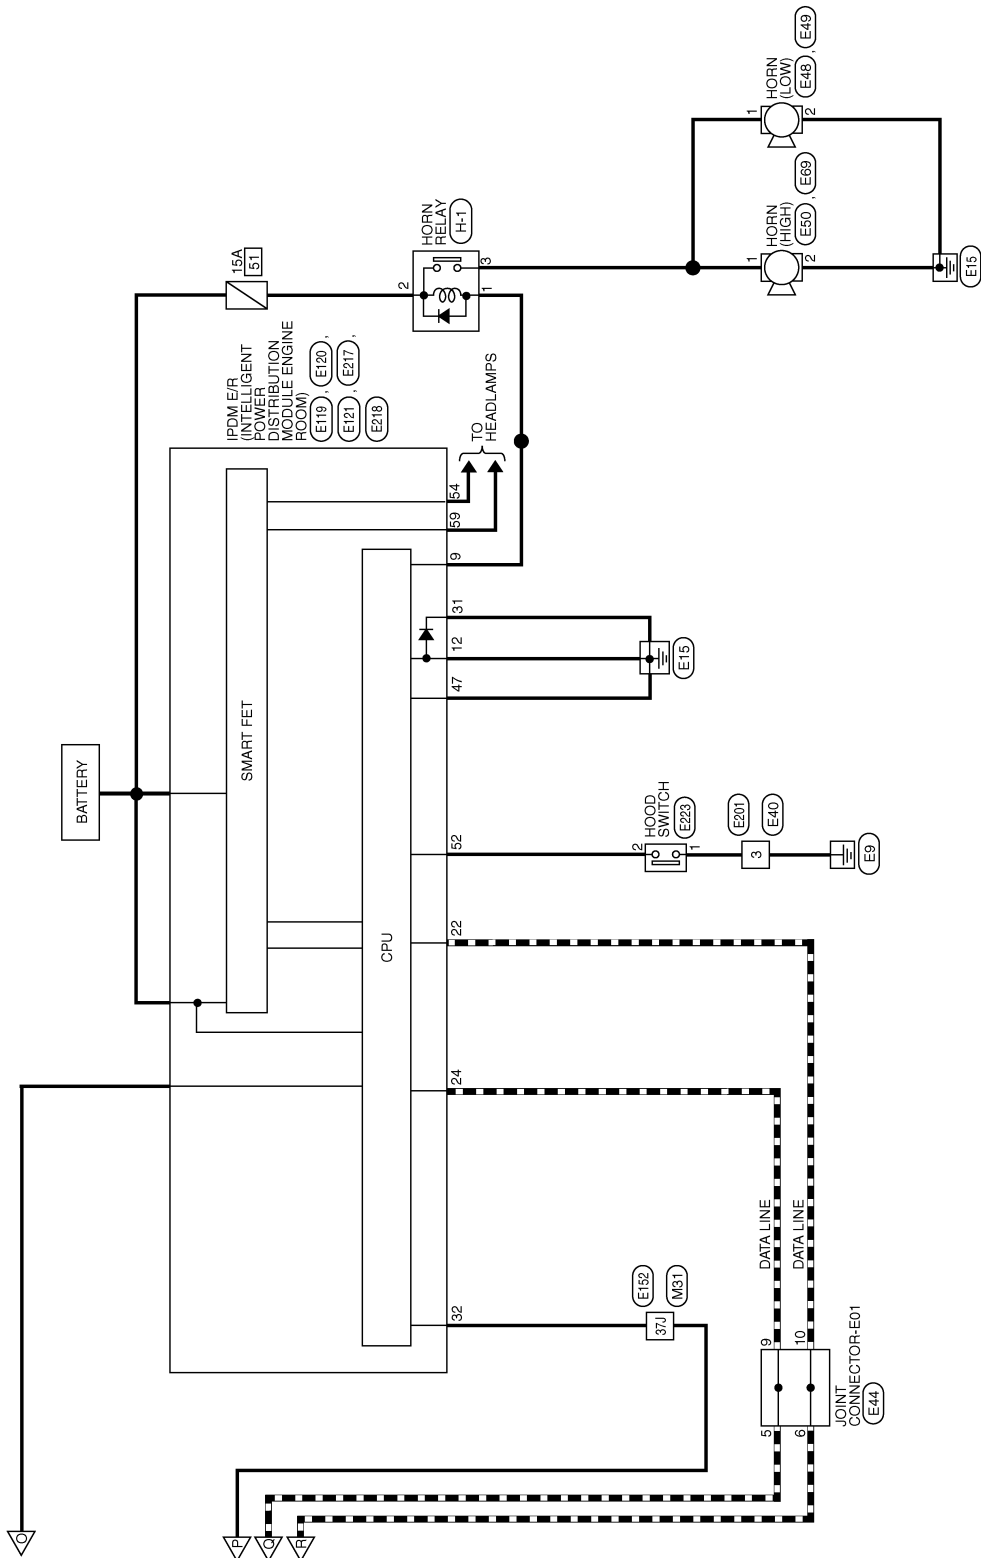 BATTERY
15A
51
IPDM E/R
(INTELLIGENT
POWER
DISTRIBUTION
MODULE ENGINE
ROOM)
E119 , E120 ,
E121 , E217 ,
E218
SMART FET
CPU
HORN
RELAY
H-1
2
1
3
TO
HEADLAMPS
54
59
9
31
12
47
52
22
24
32
HORN
(HIGH)
E50 , E69
1
2
HORN
(LOW)
E48 , E49
1
2
E15
E15
HOOD
SWITCH
E223
2
1
3
E201
E40
E9
E152
M31
37J
DATA LINE
DATA LINE
9
10
5
6
JOINT
CONNECTOR-E01
E44
O
P
Q
R